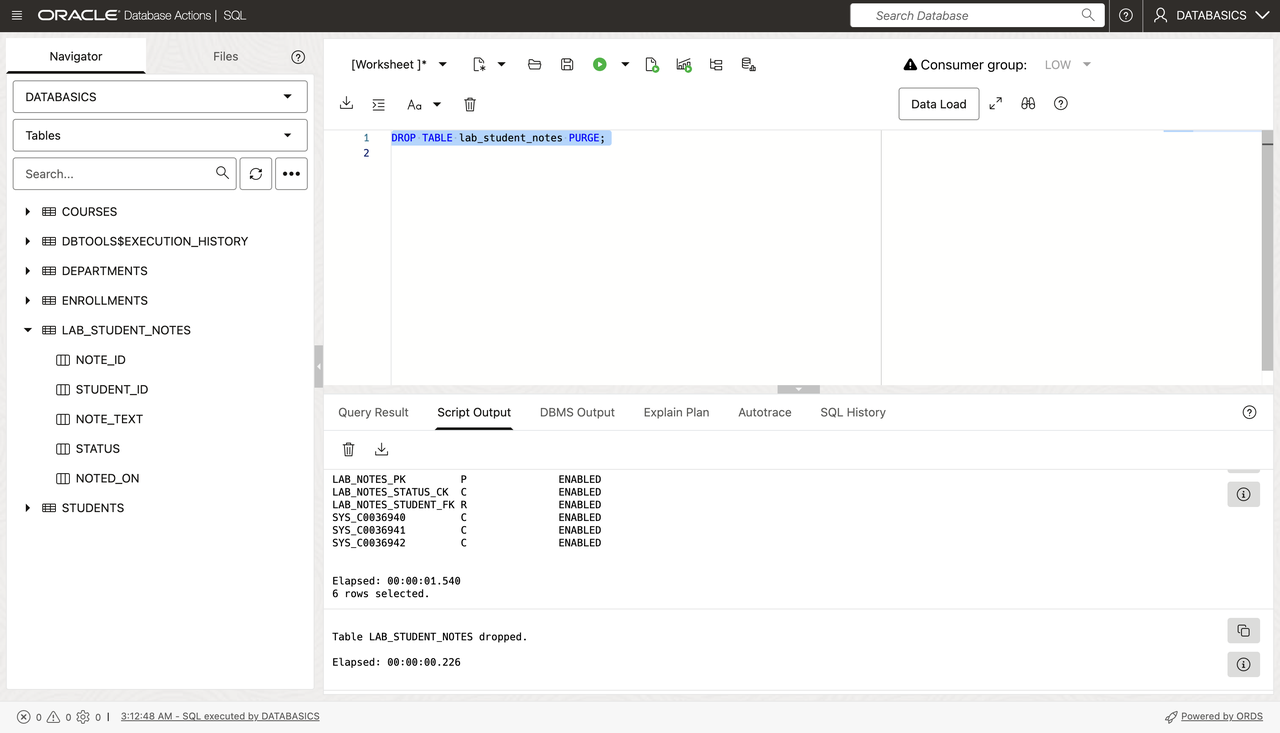 ORACLE Database Actions | SQL
Search Database
DATABASICS
Navigator
Files
DATABASICS
Tables
Search...
COURSES
DBTOOLS$EXECUTION_HISTORY
DEPARTMENTS
ENROLLMENTS
LAB_STUDENT_NOTES
NOTE_ID
STUDENT_ID
NOTE_TEXT
STATUS
NOTED_ON
STUDENTS
[Worksheet ]*
Consumer group: LOW
Aa
Data Load
1 DROP TABLE lab_student_notes PURGE;
2
Query Result Script Output DBMS Output Explain Plan Autotrace SQL History
LAB_NOTES_PK P ENABLED
LAB_NOTES_STATUS_CK C ENABLED
LAB_NOTES_STUDENT_FK R ENABLED
SYS_C0036940 C ENABLED
SYS_C0036941 C ENABLED
SYS_C0036942 C ENABLED
Elapsed: 00:00:01.540
6 rows selected.
Table LAB_STUDENT_NOTES dropped.
Elapsed: 00:00:00.226
0 0 0 | 3:12:48 AM - SQL executed by DATABASICS
Powered by ORDS